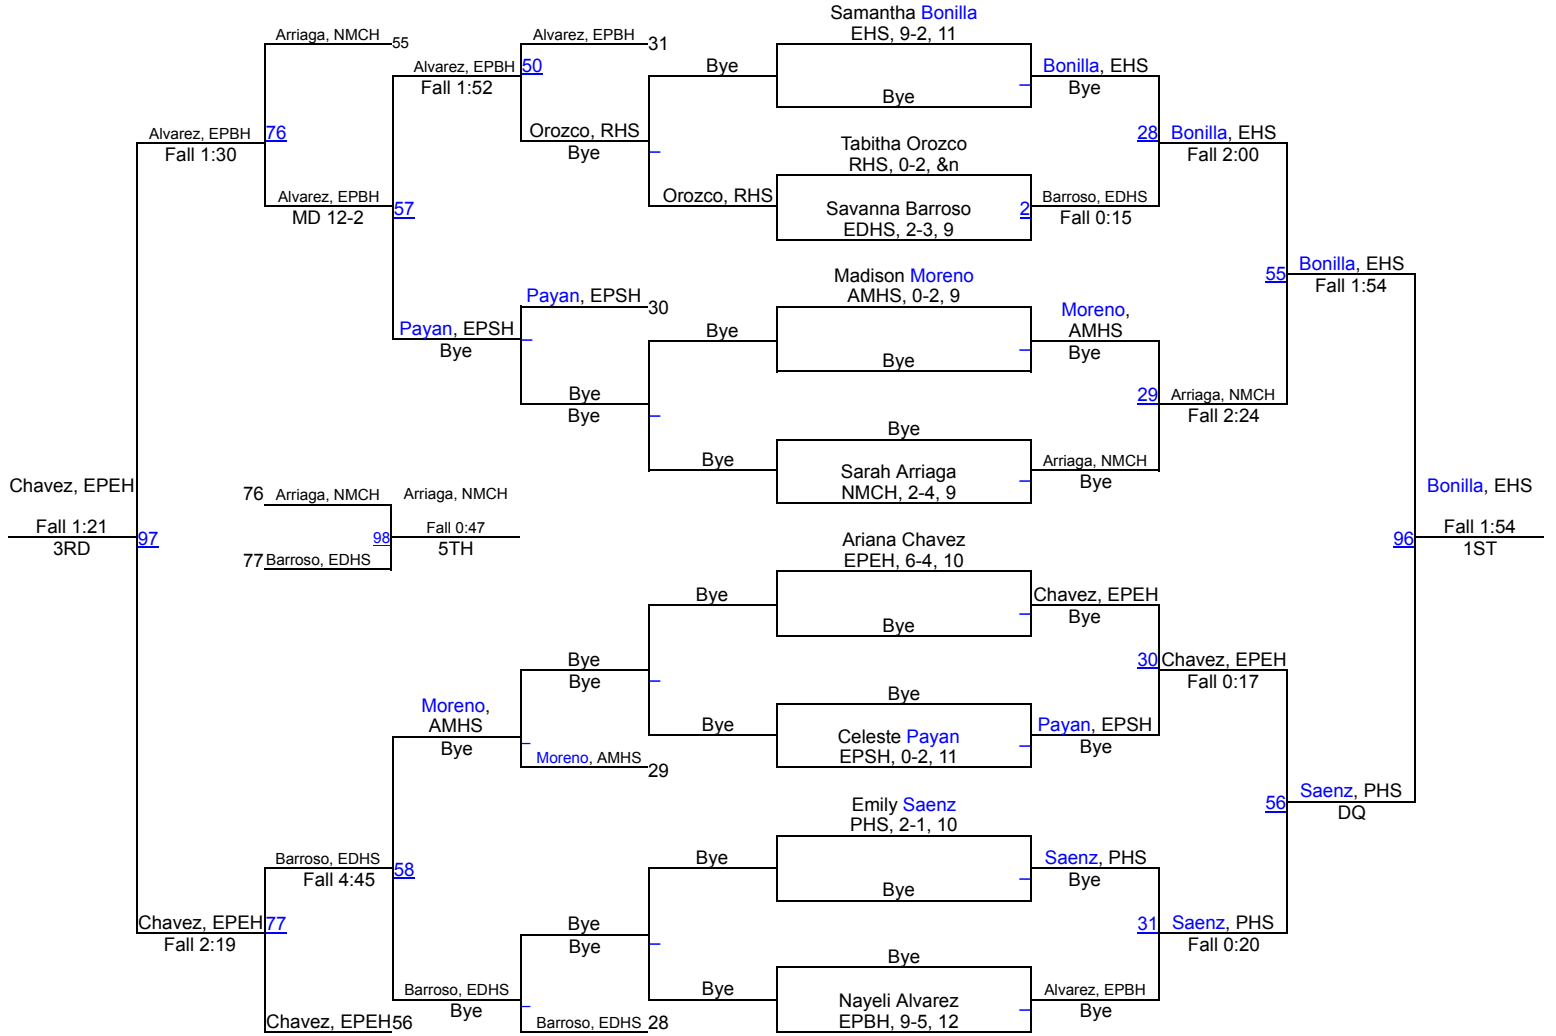 Samantha Bonilla
EHS, 9-2, 11
Arriaga, NMCH 55
Alvarez, EPBH 31
Alvarez, EPBH 50
Fall 1:52
Bye
Bonilla, EHS
Bye
Bye
Alvarez, EPBH 76
Fall 1:30
Orozco, RHS
Bye
Tabitha Orozco
RHS, 0-2, &n
28 Bonilla, EHS
Fall 2:00
Alvarez, EPBH
MD 12-2
57
Orozco, RHS
Savanna Barroso
EDHS, 2-3, 9
2
Barroso, EDHS
Fall 0:15
Madison Moreno
AMHS, 0-2, 9
55 Bonilla, EHS
Fall 1:54
Payan, EPSH 30
Payan, EPSH
Bye
Bye
Bye
Moreno,
AMHS
Bye
Bye
Bye
29 Arriaga, NMCH
Fall 2:24
Bye
Bye
Sarah Arriaga
NMCH, 2-4, 9
Arriaga, NMCH
Bye
Chavez, EPEH
Fall 1:21
3RD
97
76 Arriaga, NMCH
77 Barroso, EDHS
98
Arriaga, NMCH
Fall 0:47
5TH
Bonilla, EHS
96 Fall 1:54
1ST
Ariana Chavez
EPEH, 6-4, 10
Bye
Bye
Chavez, EPEH
Bye
Bye
Bye
30 Chavez, EPEH
Fall 0:17
Moreno,
AMHS
Bye
Bye
Bye
Celeste Payan
EPSH, 0-2, 11
Payan, EPSH
Bye
Moreno, AMHS 29
Emily Saenz
PHS, 2-1, 10
56 Saenz, PHS
DQ
Barroso, EDHS 58
Fall 4:45
Bye
Bye
Saenz, PHS
Bye
Chavez, EPEH 77
Fall 2:19
Bye
Bye
31 Saenz, PHS
Fall 0:20
Bye
Barroso, EDHS
Bye
Bye
Nayeli Alvarez
EPBH, 9-5, 12
Alvarez, EPBH
Bye
Chavez, EPEH 56
Barroso, EDHS 28